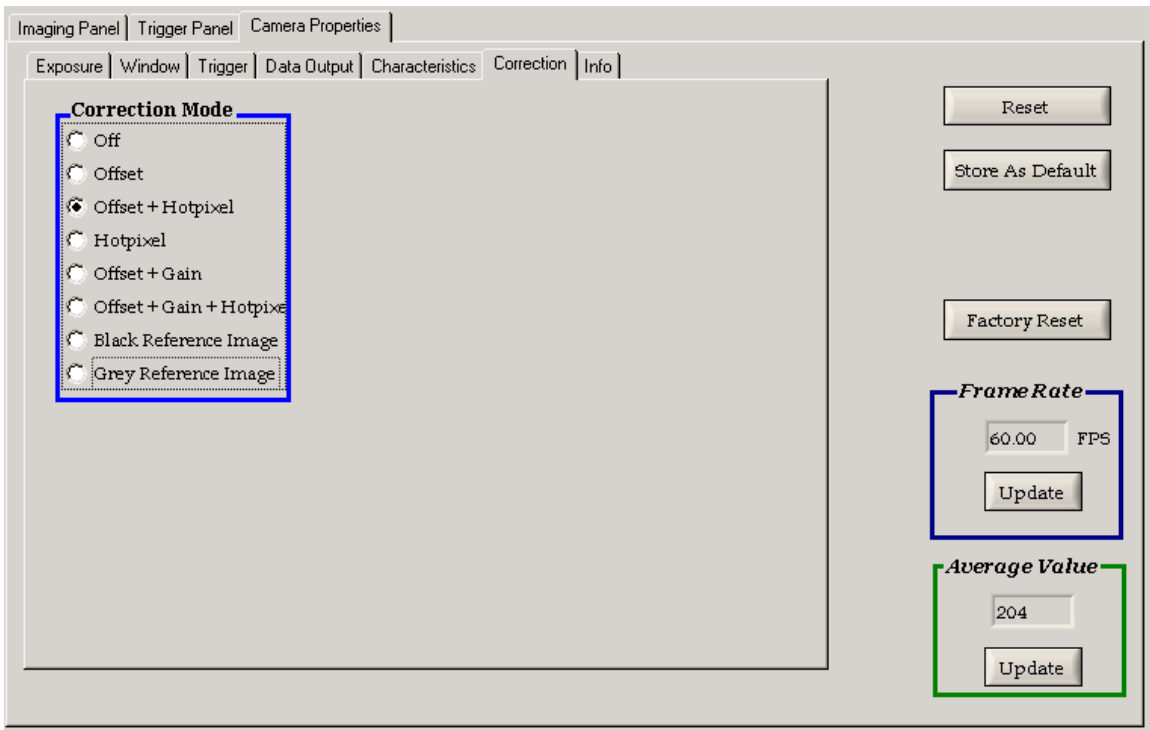 Imaging Panel Trigger Panel Camera Properties
Exposure Window Trigger Data Output Characteristics Correction Info
Correction Mode
Off
Offset
Offset + Hotpixel
Hotpixel
Offset + Gain
Offset + Gain + Hotpixe
Black Reference Image
Grey Reference Image
Reset
Store As Default
Factory Reset
Frame Rate
60.00 FPS
Update
Average Value
204
Update